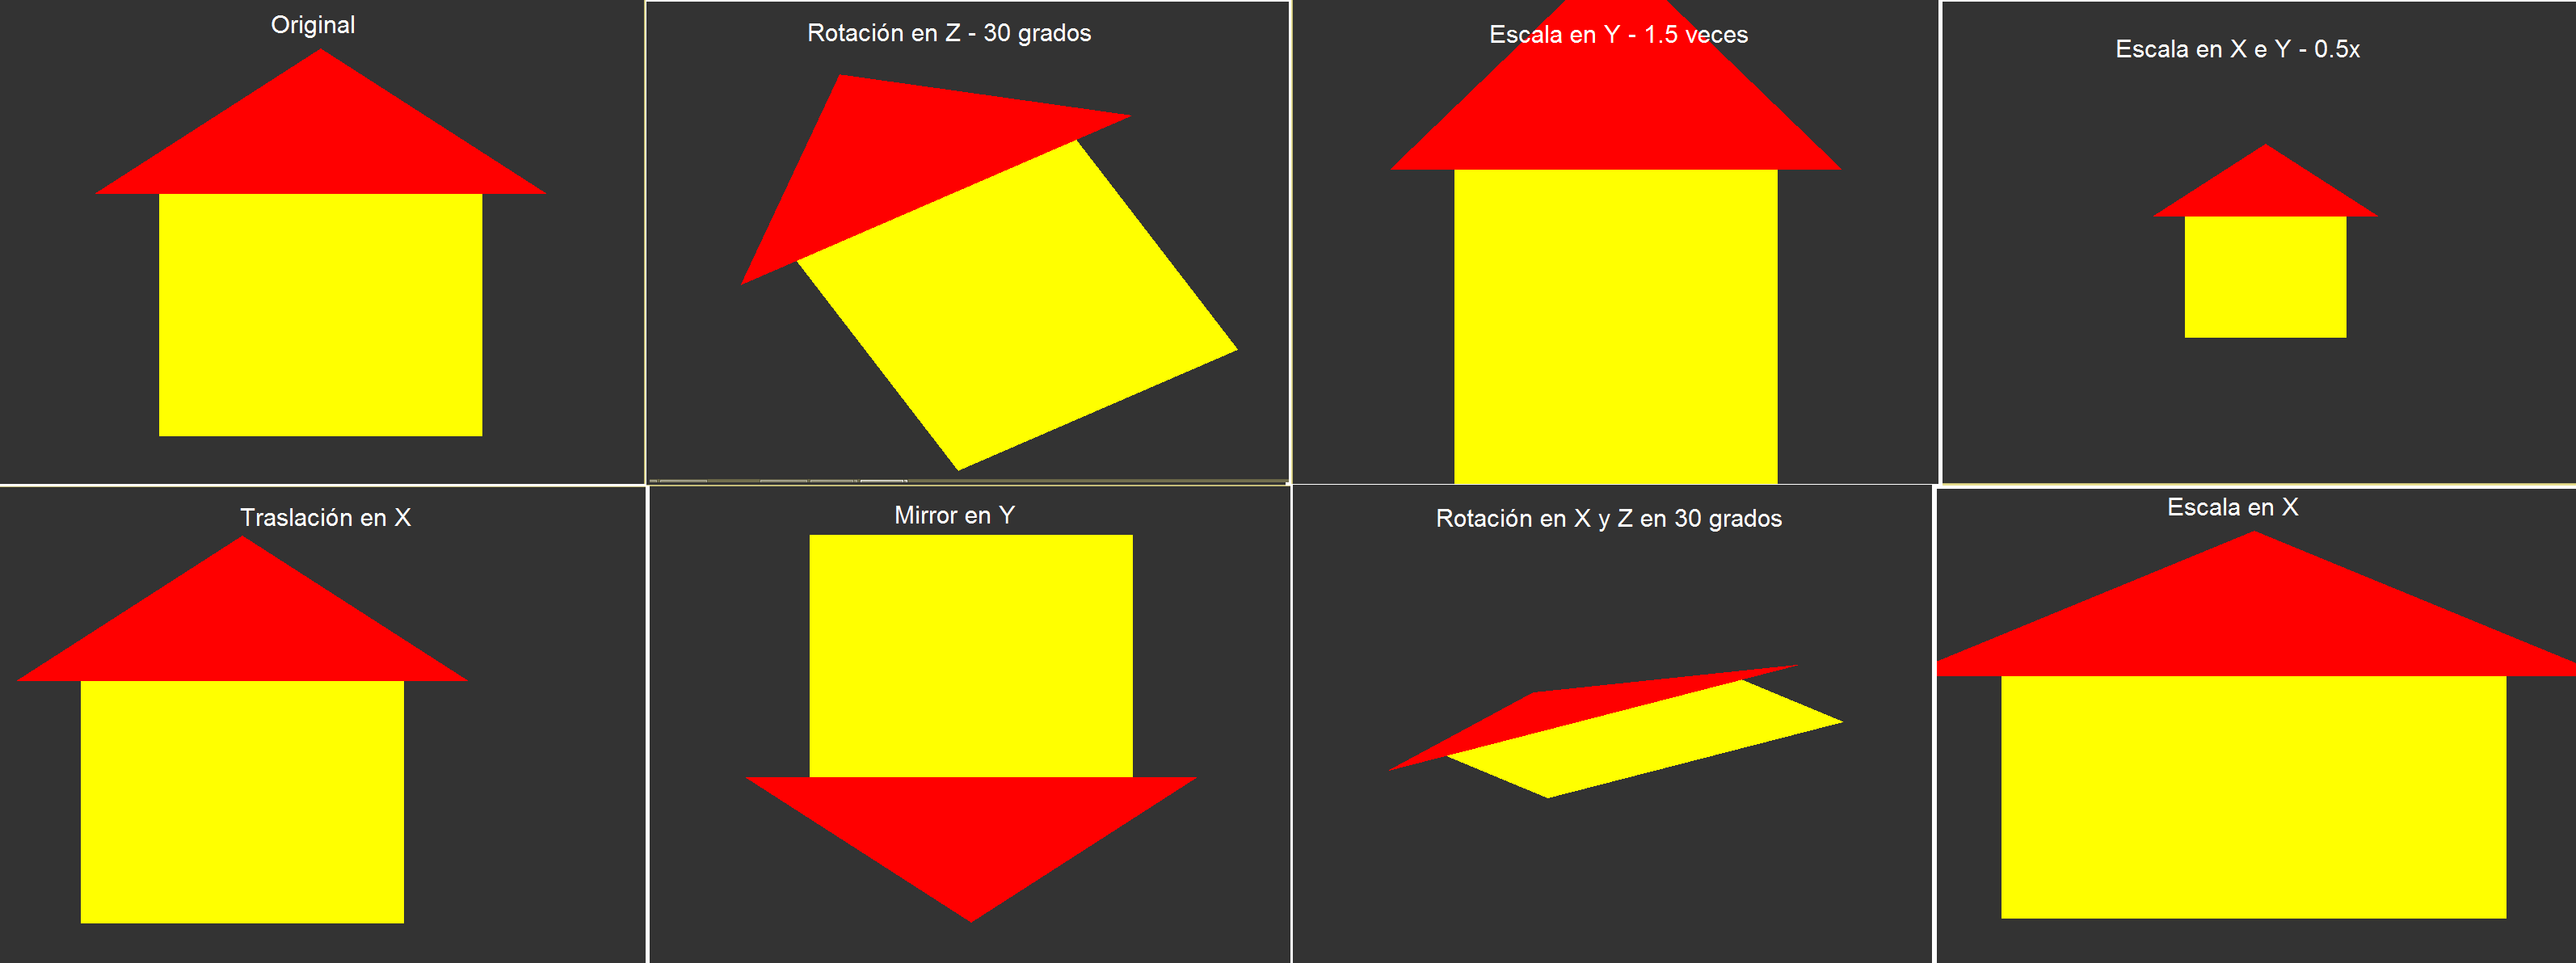 Original
Rotación en Z - 30 grados
Escala en Y - 1.5 veces
Escala en X e Y - 0.5x
Traslación en X
Mirror en Y
Rotación en X y Z en 30 grados
Escala en X